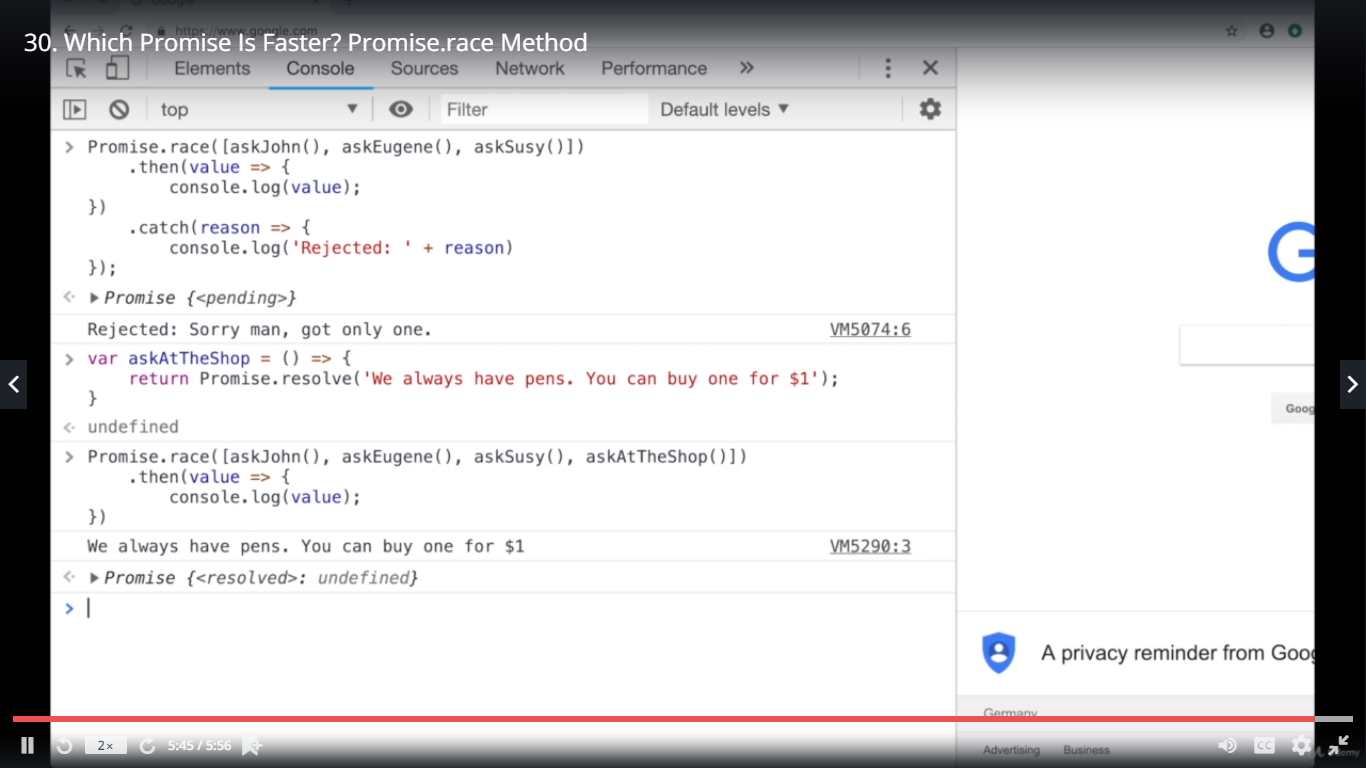 30. Which Promise Is Faster? Promise.race Method
https://www.google.com
Elements Console Sources Network Performance »
top ▼ Filter Default levels ▼
> Promise.race([askJohn(), askEugene(), askSusy()])
.then(value => {
console.log(value);
})
.catch(reason => {
console.log('Rejected: ' + reason)
});
Promise {<pending>}
Rejected: Sorry man, got only one. VM5074:6
> var askAtTheShop = () => {
return Promise.resolve('We always have pens. You can buy one for $1');
}
undefined
> Promise.race([askJohn(), askEugene(), askSusy(), askAtTheShop()])
.then(value => {
console.log(value);
})
We always have pens. You can buy one for $1 VM5290:3
Promise {<resolved>: undefined}
>
Goog
A privacy reminder from Goog
Germany
Advertising Business
2× 5:45 / 5:56 CC